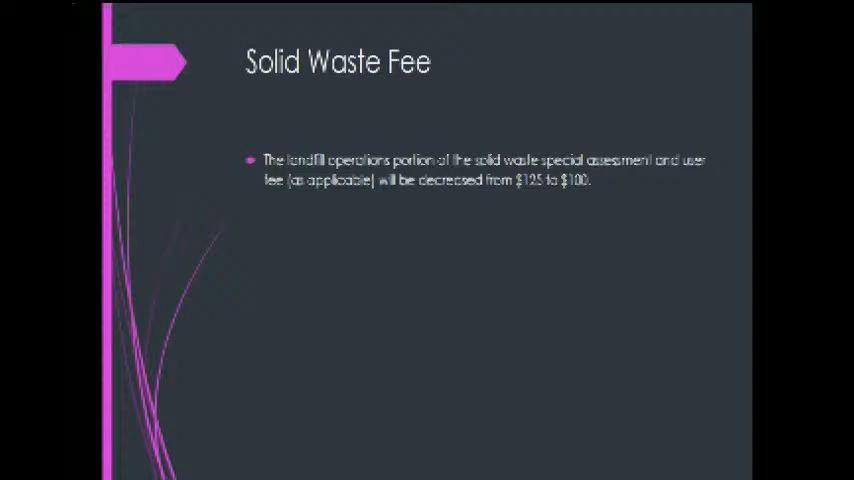 Solid Waste Fee
The landfill operations portion of the solid waste special assessment and user
fee (as applicable) will be decreased from $125 to $100.